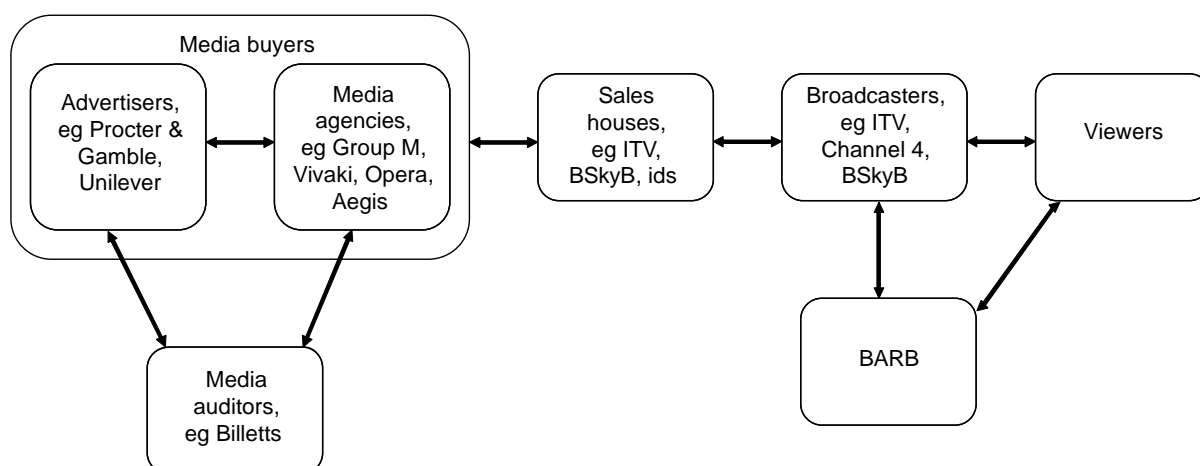 Media buyers
Advertisers,
eg Procter &
Gamble,
Unilever
Media
agencies,
eg Group M,
Vivaki, Opera,
Aegis
Sales
houses,
eg ITV,
BSkyB, ids
Broadcasters,
eg ITV,
Channel 4,
BSkyB
Viewers
Media
auditors,
eg Billetts
BARB